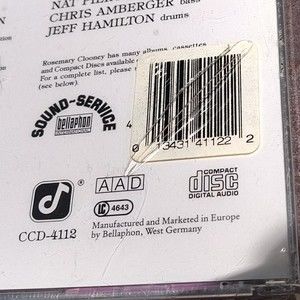 NAT
CHRIS AMBERGER bass
JEFF HAMILTON drums
Rosemary Clooney has many albums, cassettes
and Compact Discs available
For a complete list, please
(see below).
SOUND-SERVICE
bellaphon
4
0 13431 41122 2
AAD
COMPACT
disc
DIGITAL AUDIO
LC 4643
CCD-4112
Manufactured and Marketed in Europe
by Bellaphon, West Germany